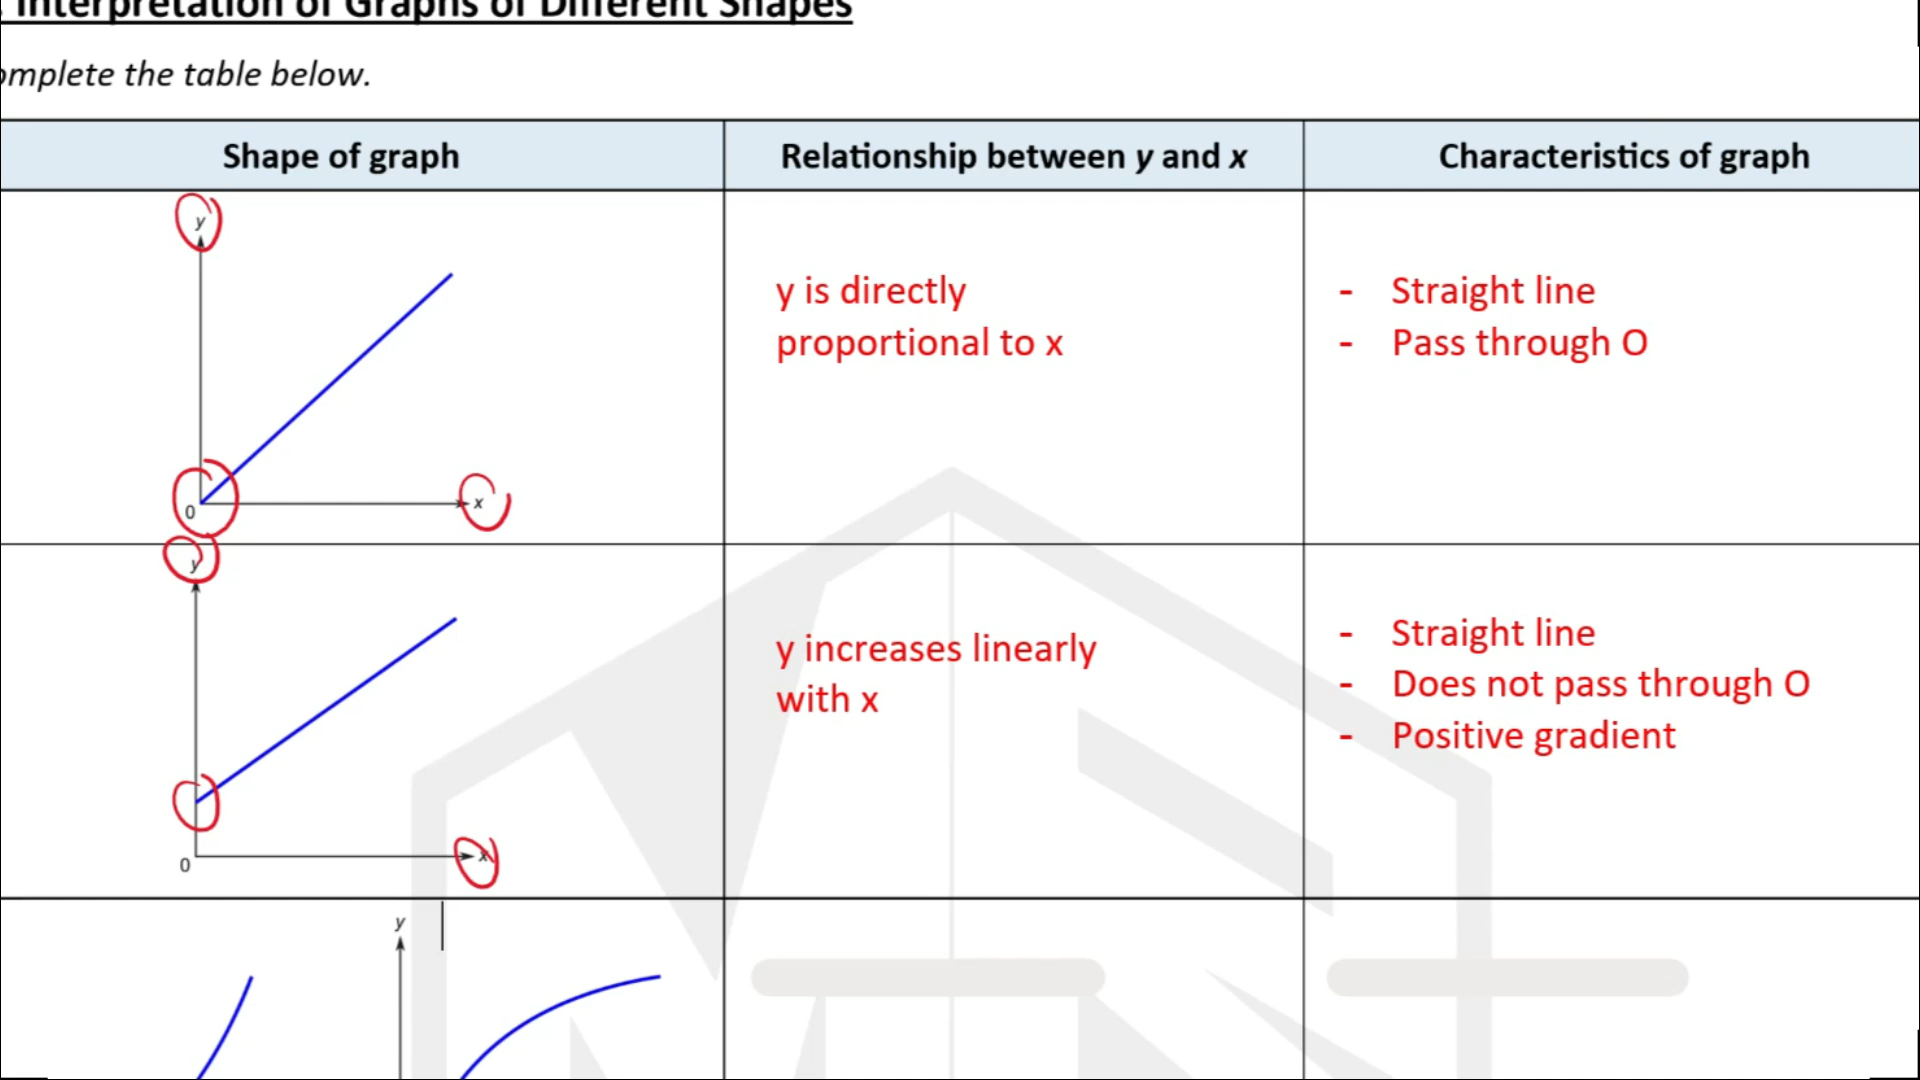 Interpretation of Graphs of Different Shapes
omplete the table below.
Shape of graph
Relationship between y and x
Characteristics of graph
y
0
x
y is directly
proportional to x
- Straight line
- Pass through O
y
0
x
y increases linearly
with x
- Straight line
- Does not pass through O
- Positive gradient
y